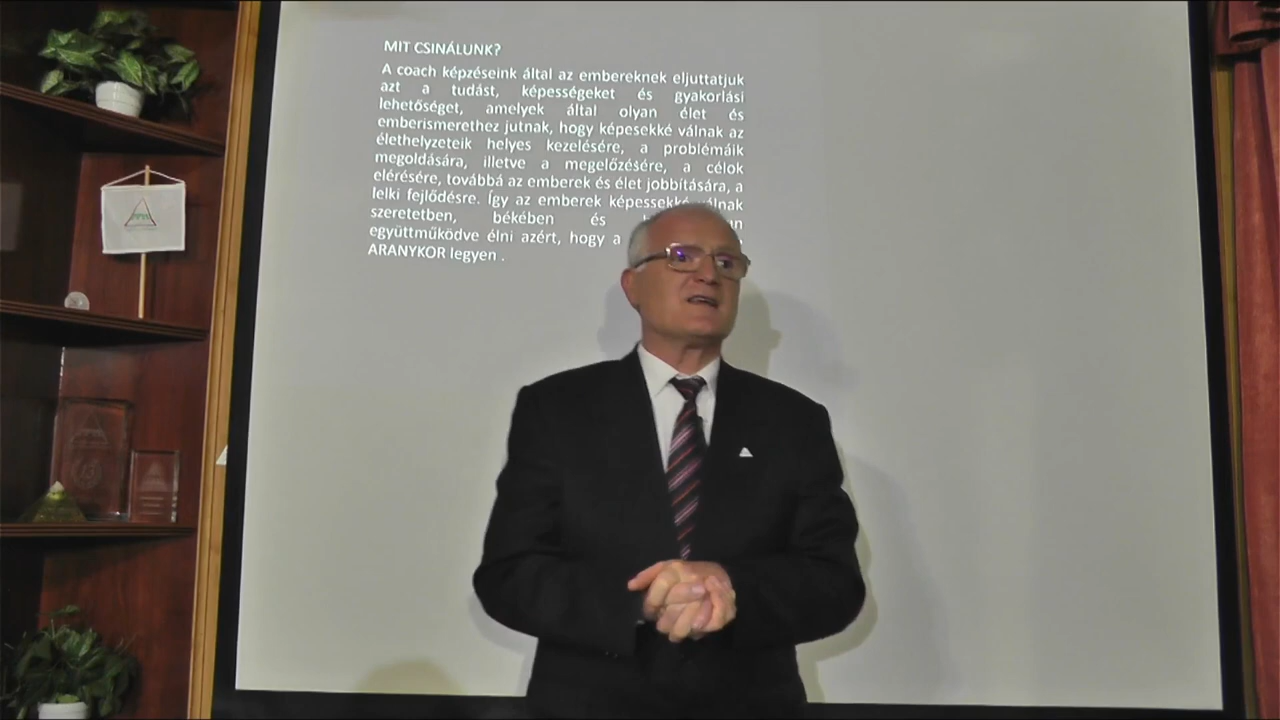 MIT CSINÁLUNK?
A coach képzéseink által az embereknek eljuttatjuk
azt a tudást, képességeket és gyakorlási
lehetőséget, amelyek által olyan élet és
emberismerethez jutnak, hogy képesekké válnak az
élethelyzeteik helyes kezelésére, a problémáik
megoldására, illetve a megelőzésére, a célok
elérésére, továbbá az emberek és élet jobbítására, a
lelki fejlődésre. Így az emberek képessekké
szeretetben, békében és
együttműködve élni azért, hogy a
ARANYKOR legyen .